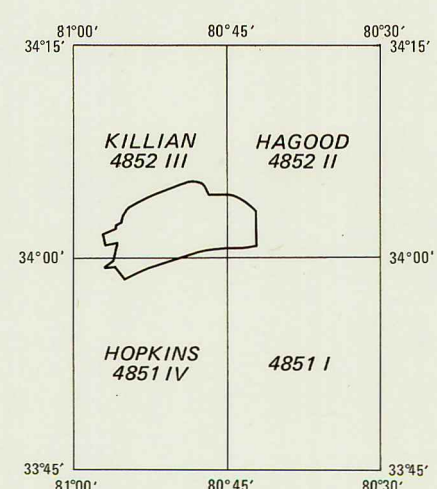 81°00′ 80°45′ 80°30′
34°15′ 34°15′
KILLIAN HAGOOD
4852 III 4852 II
34°00′ 34°00′
HOPKINS
4851 IV 4851 I
33°45′ 33°45′
81°00′ 80°45′ 80°30′